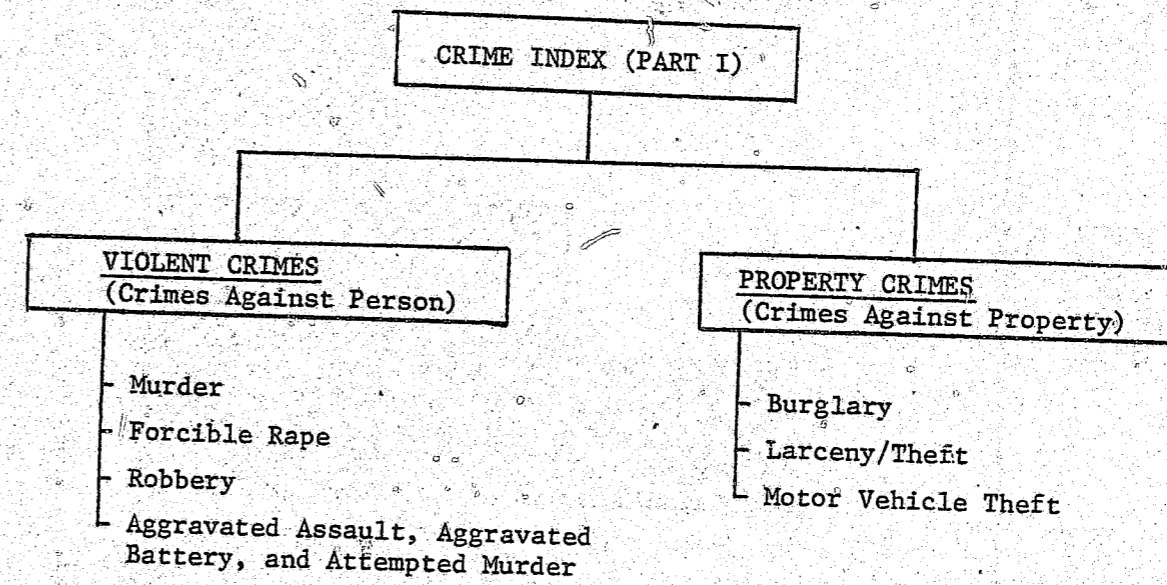 CRIME INDEX (PART I)
VIOLENT CRIMES
(Crimes Against Person)
Murder
Forcible Rape
Robbery
Aggravated Assault, Aggravated
Battery, and Attempted Murder
PROPERTY CRIMES
(Crimes Against Property)
Burglary
Larceny/Theft
Motor Vehicle Theft